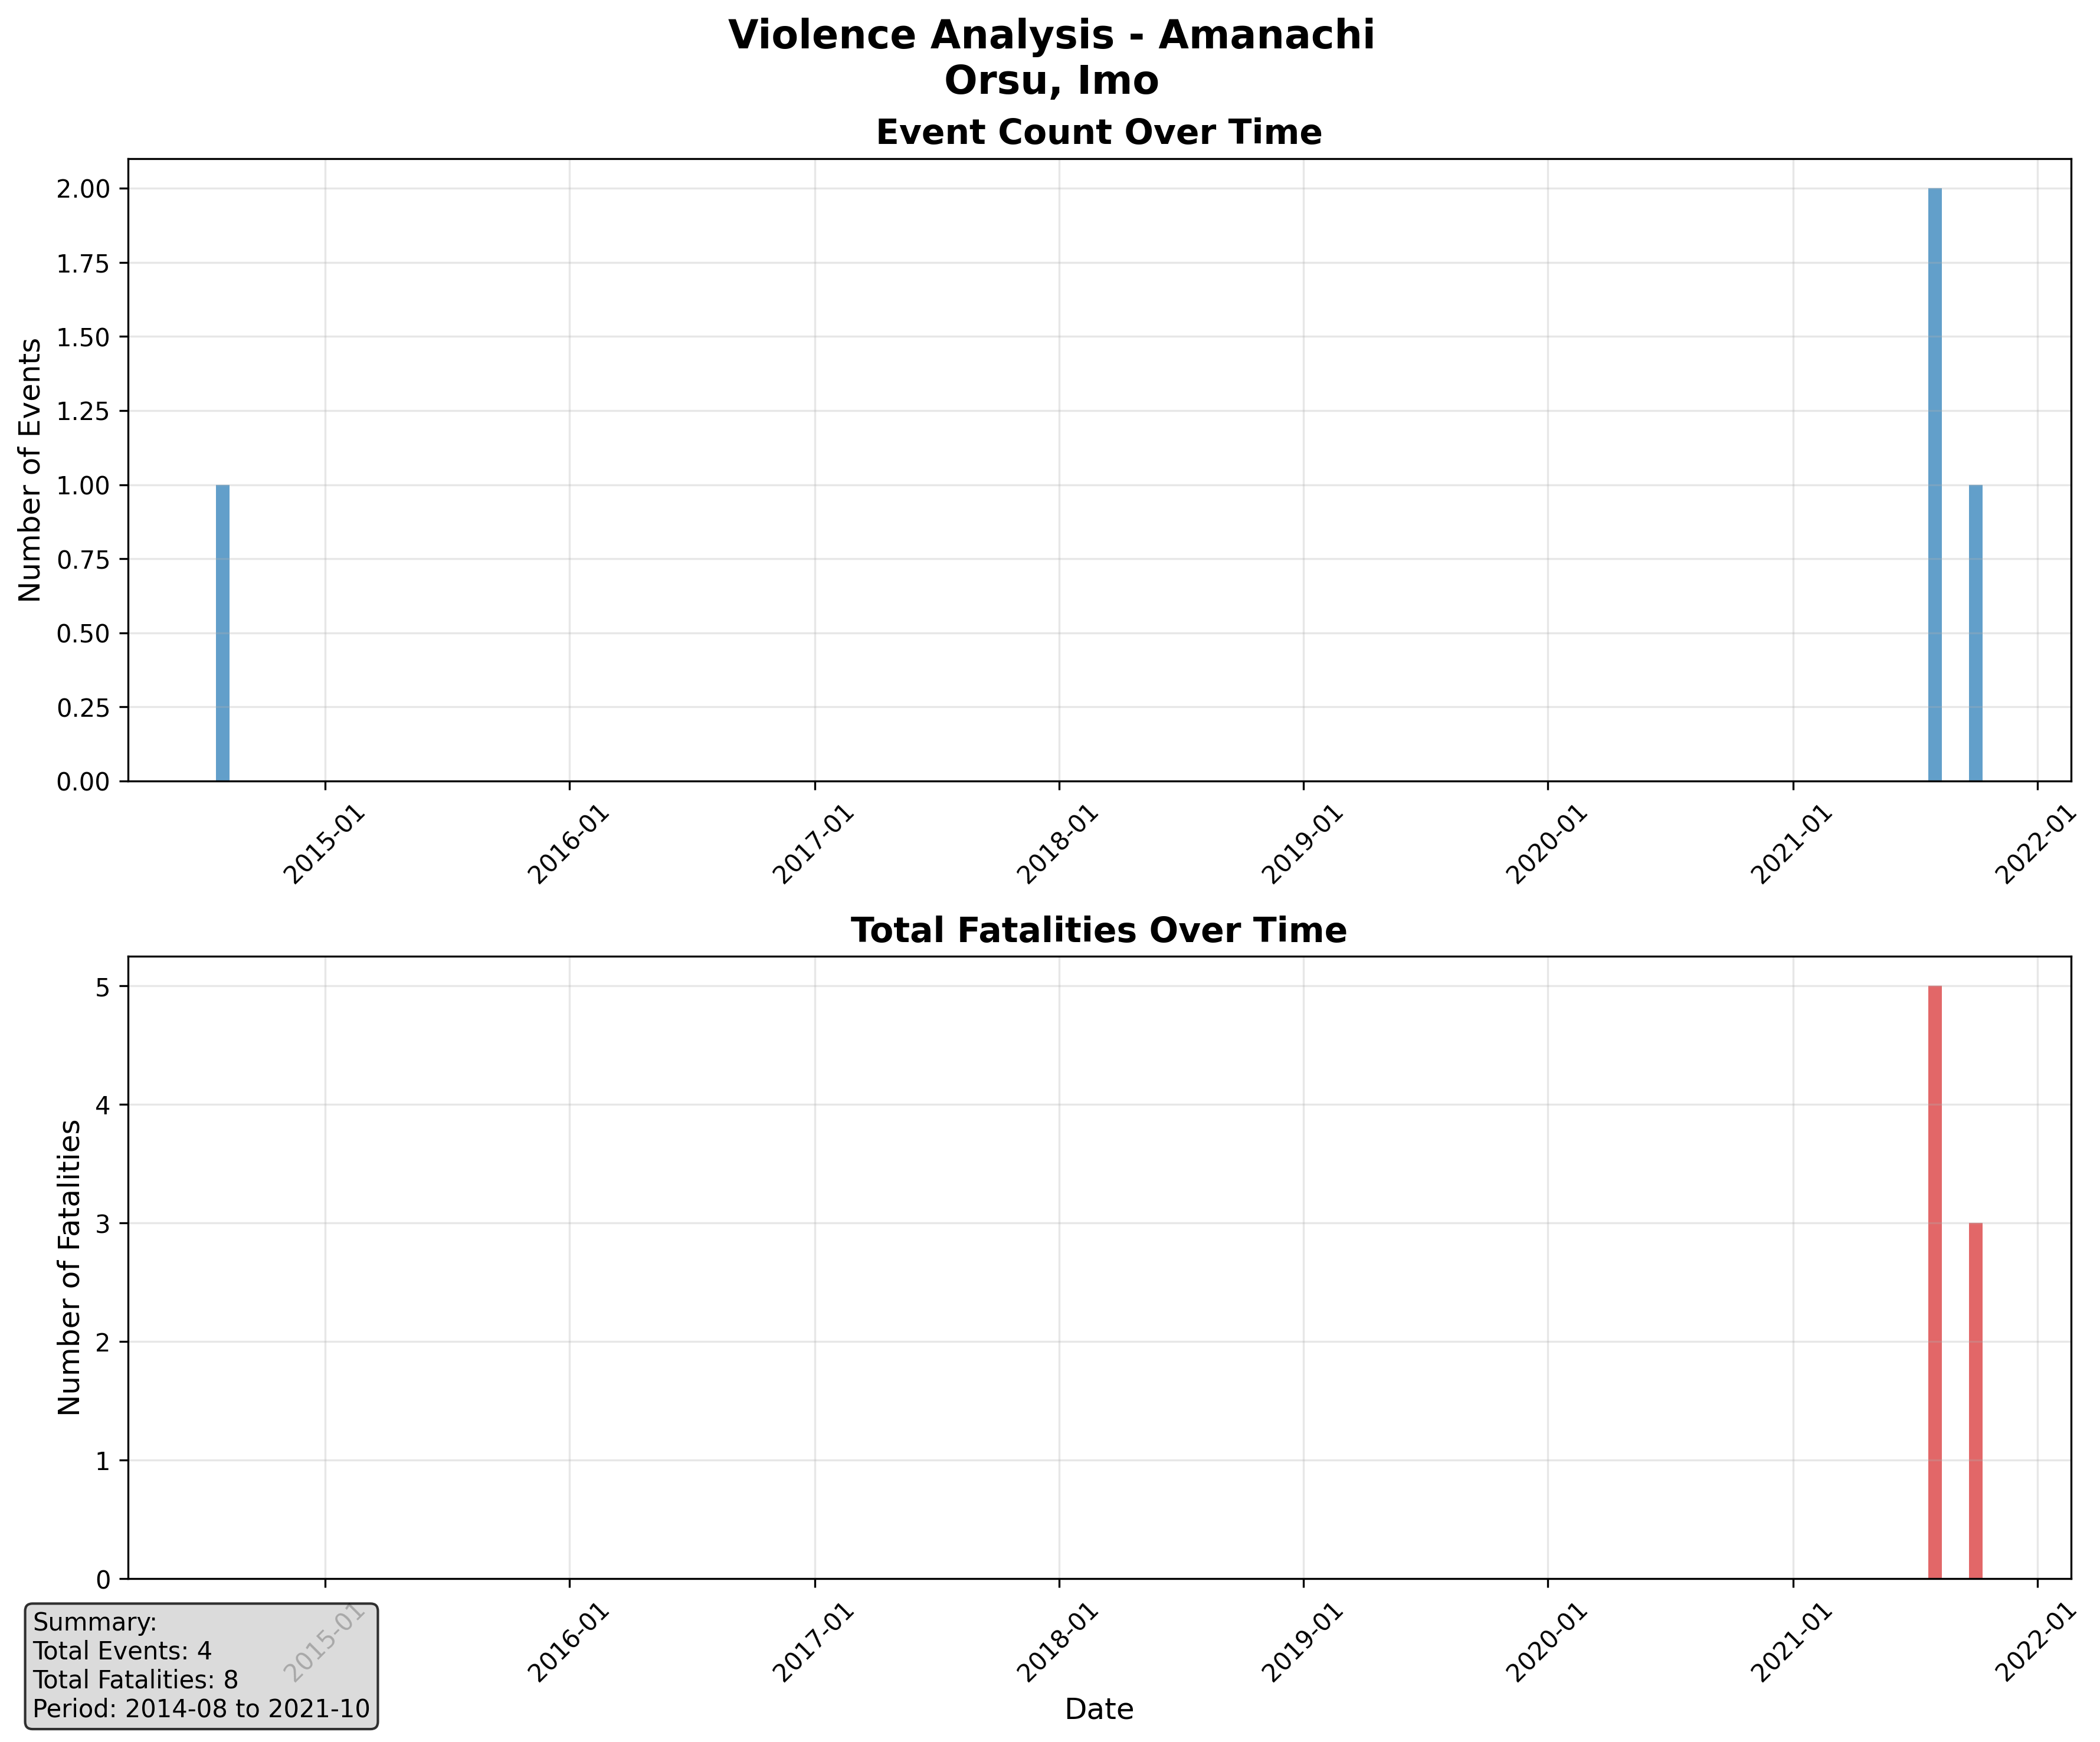 Violence Analysis - Amanachi
Orsu, Imo
Event Count Over Time
Number of Events
2.00
1.75
1.50
1.25
1.00
0.75
0.50
0.25
0.00
2015-01
2016-01
2017-01
2018-01
2019-01
2020-01
2021-01
2022-01
Total Fatalities Over Time
Number of Fatalities
5
4
3
2
1
0
2015-01
2016-01
2017-01
2018-01
2019-01
2020-01
2021-01
2022-01
Date
Summary:
Total Events: 4
Total Fatalities: 8
Period: 2014-08 to 2021-10